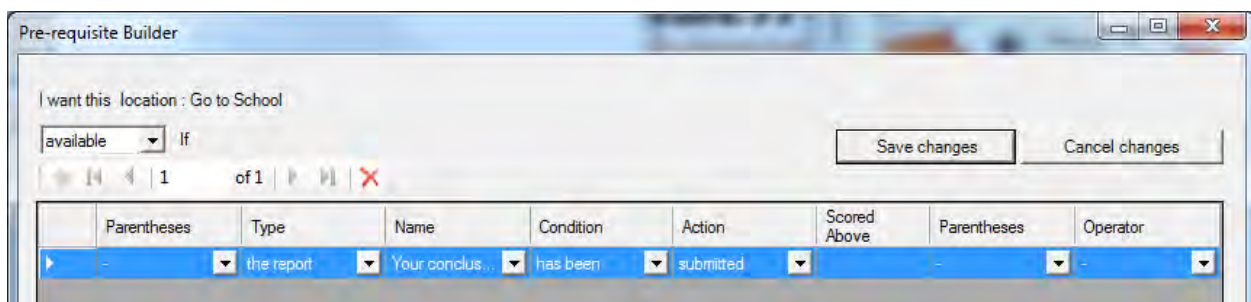 Pre-requisite Builder
I want this location : Go to School
available If
Save changes Cancel changes
1 of 1
Parentheses Type Name Condition Action Scored Above Parentheses Operator
- the report Your conclus... has been submitted - -